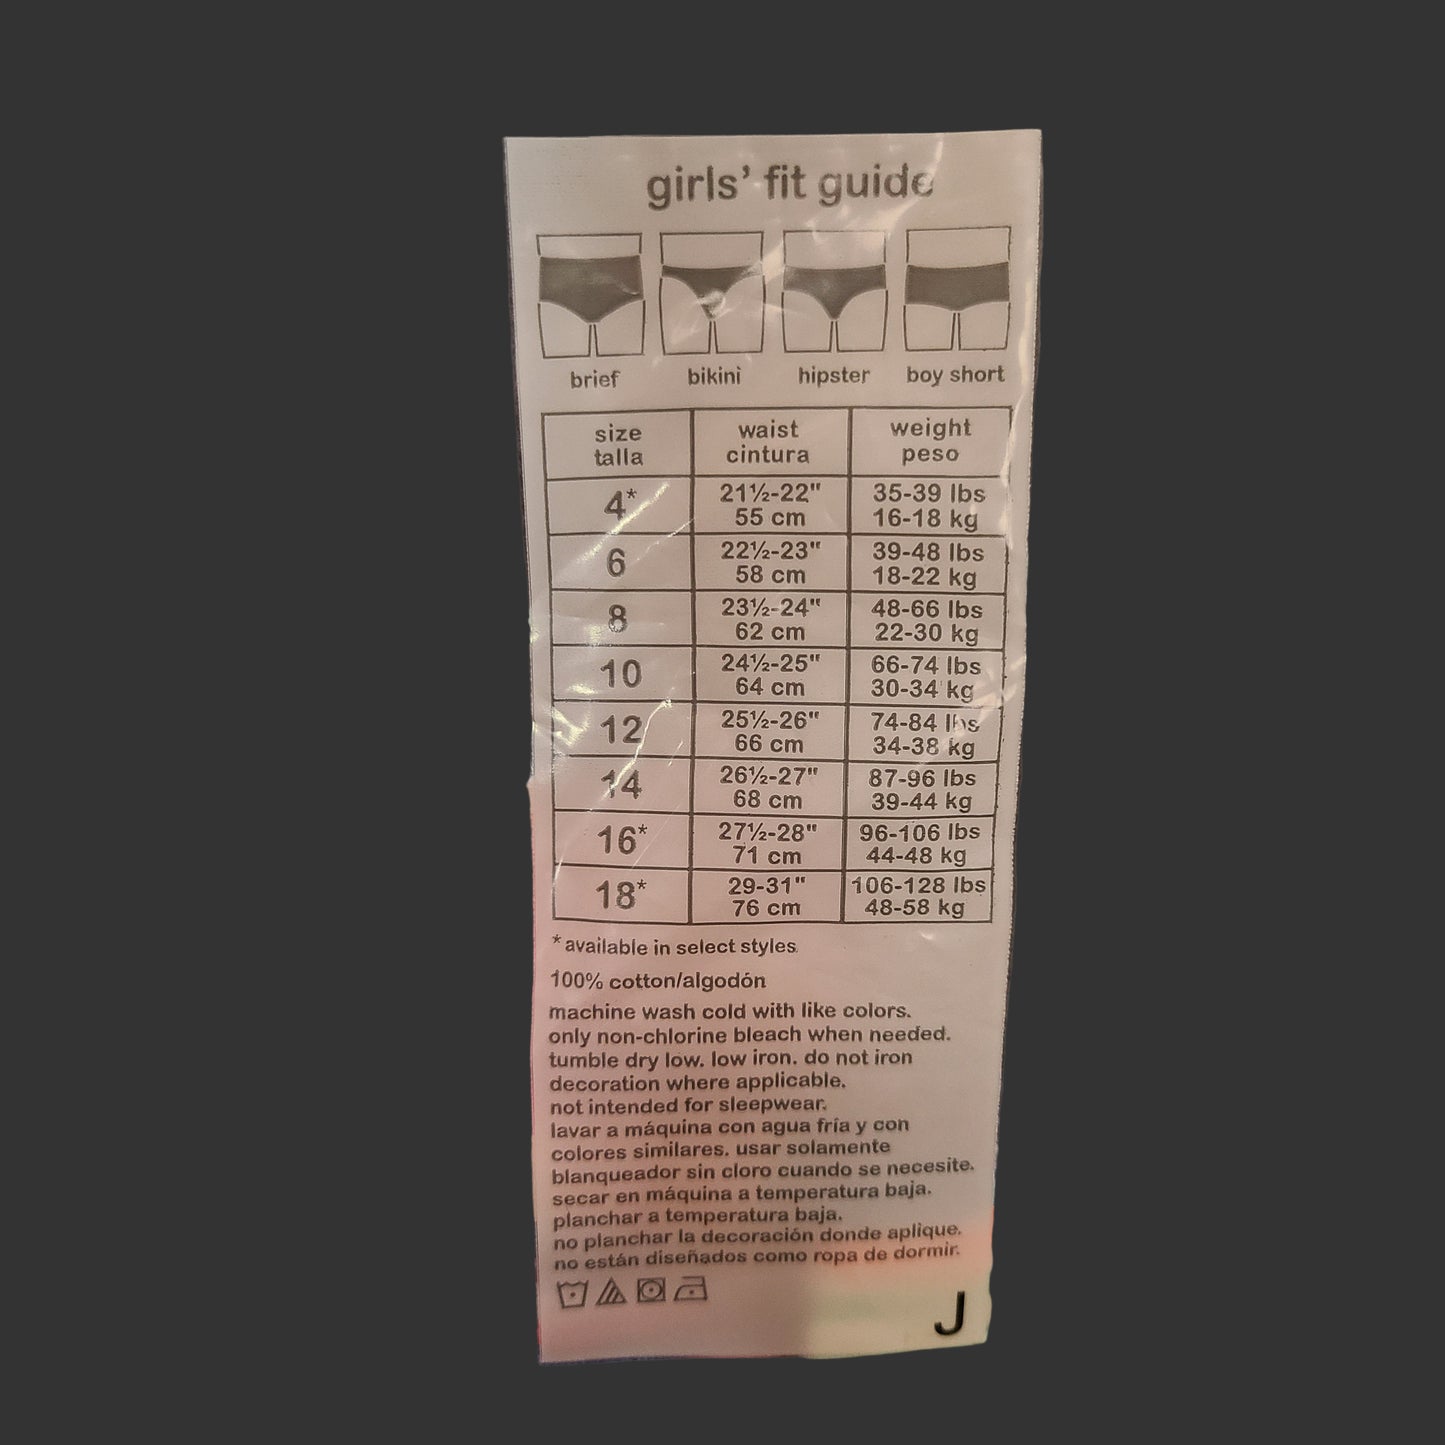 girls' fit guide
brief bikini hipster boy short
size waist weight
talla cintura peso
4* 21½-22" 35-39 lbs
55 cm 16-18 kg
6 22½-23" 39-48 lbs
58 cm 18-22 kg
8 23½-24" 48-66 lbs
62 cm 22-30 kg
10 24½-25" 66-74 lbs
64 cm 30-34 kg
12 25½-26" 74-84 lbs
66 cm 34-38 kg
14 26½-27" 87-96 lbs
68 cm 39-44 kg
16* 27½-28" 96-106 lbs
71 cm 44-48 kg
18* 29-31" 106-128 lbs
76 cm 48-58 kg
*available in select styles
100% cotton/algodón
machine wash cold with like colors.
only non-chlorine bleach when needed.
tumble dry low. low iron. do not iron
decoration where applicable.
not intended for sleepwear.
lavar a máquina con agua fría y con
colores similares. usar solamente
blanqueador sin cloro cuando se necesite.
secar en máquina a temperatura baja.
planchar a temperatura baja.
no planchar la decoración donde aplique.
no están diseñados como ropa de dormir.
J